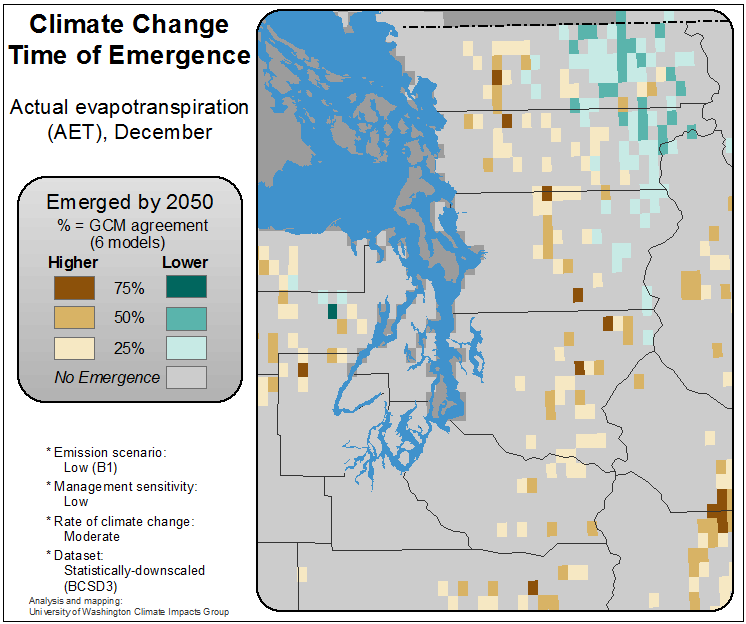 Climate Change
Time of Emergence
Actual evapotranspiration
(AET), December
Emerged by 2050
% = GCM agreement
(6 models)
Higher Lower
75%
50%
25%
No Emergence
* Emission scenario:
Low (B1)
* Management sensitivity:
Low
* Rate of climate change:
Moderate
* Dataset:
Statistically-downscaled
(BCSD3)
Analysis and mapping:
University of Washington Climate Impacts Group